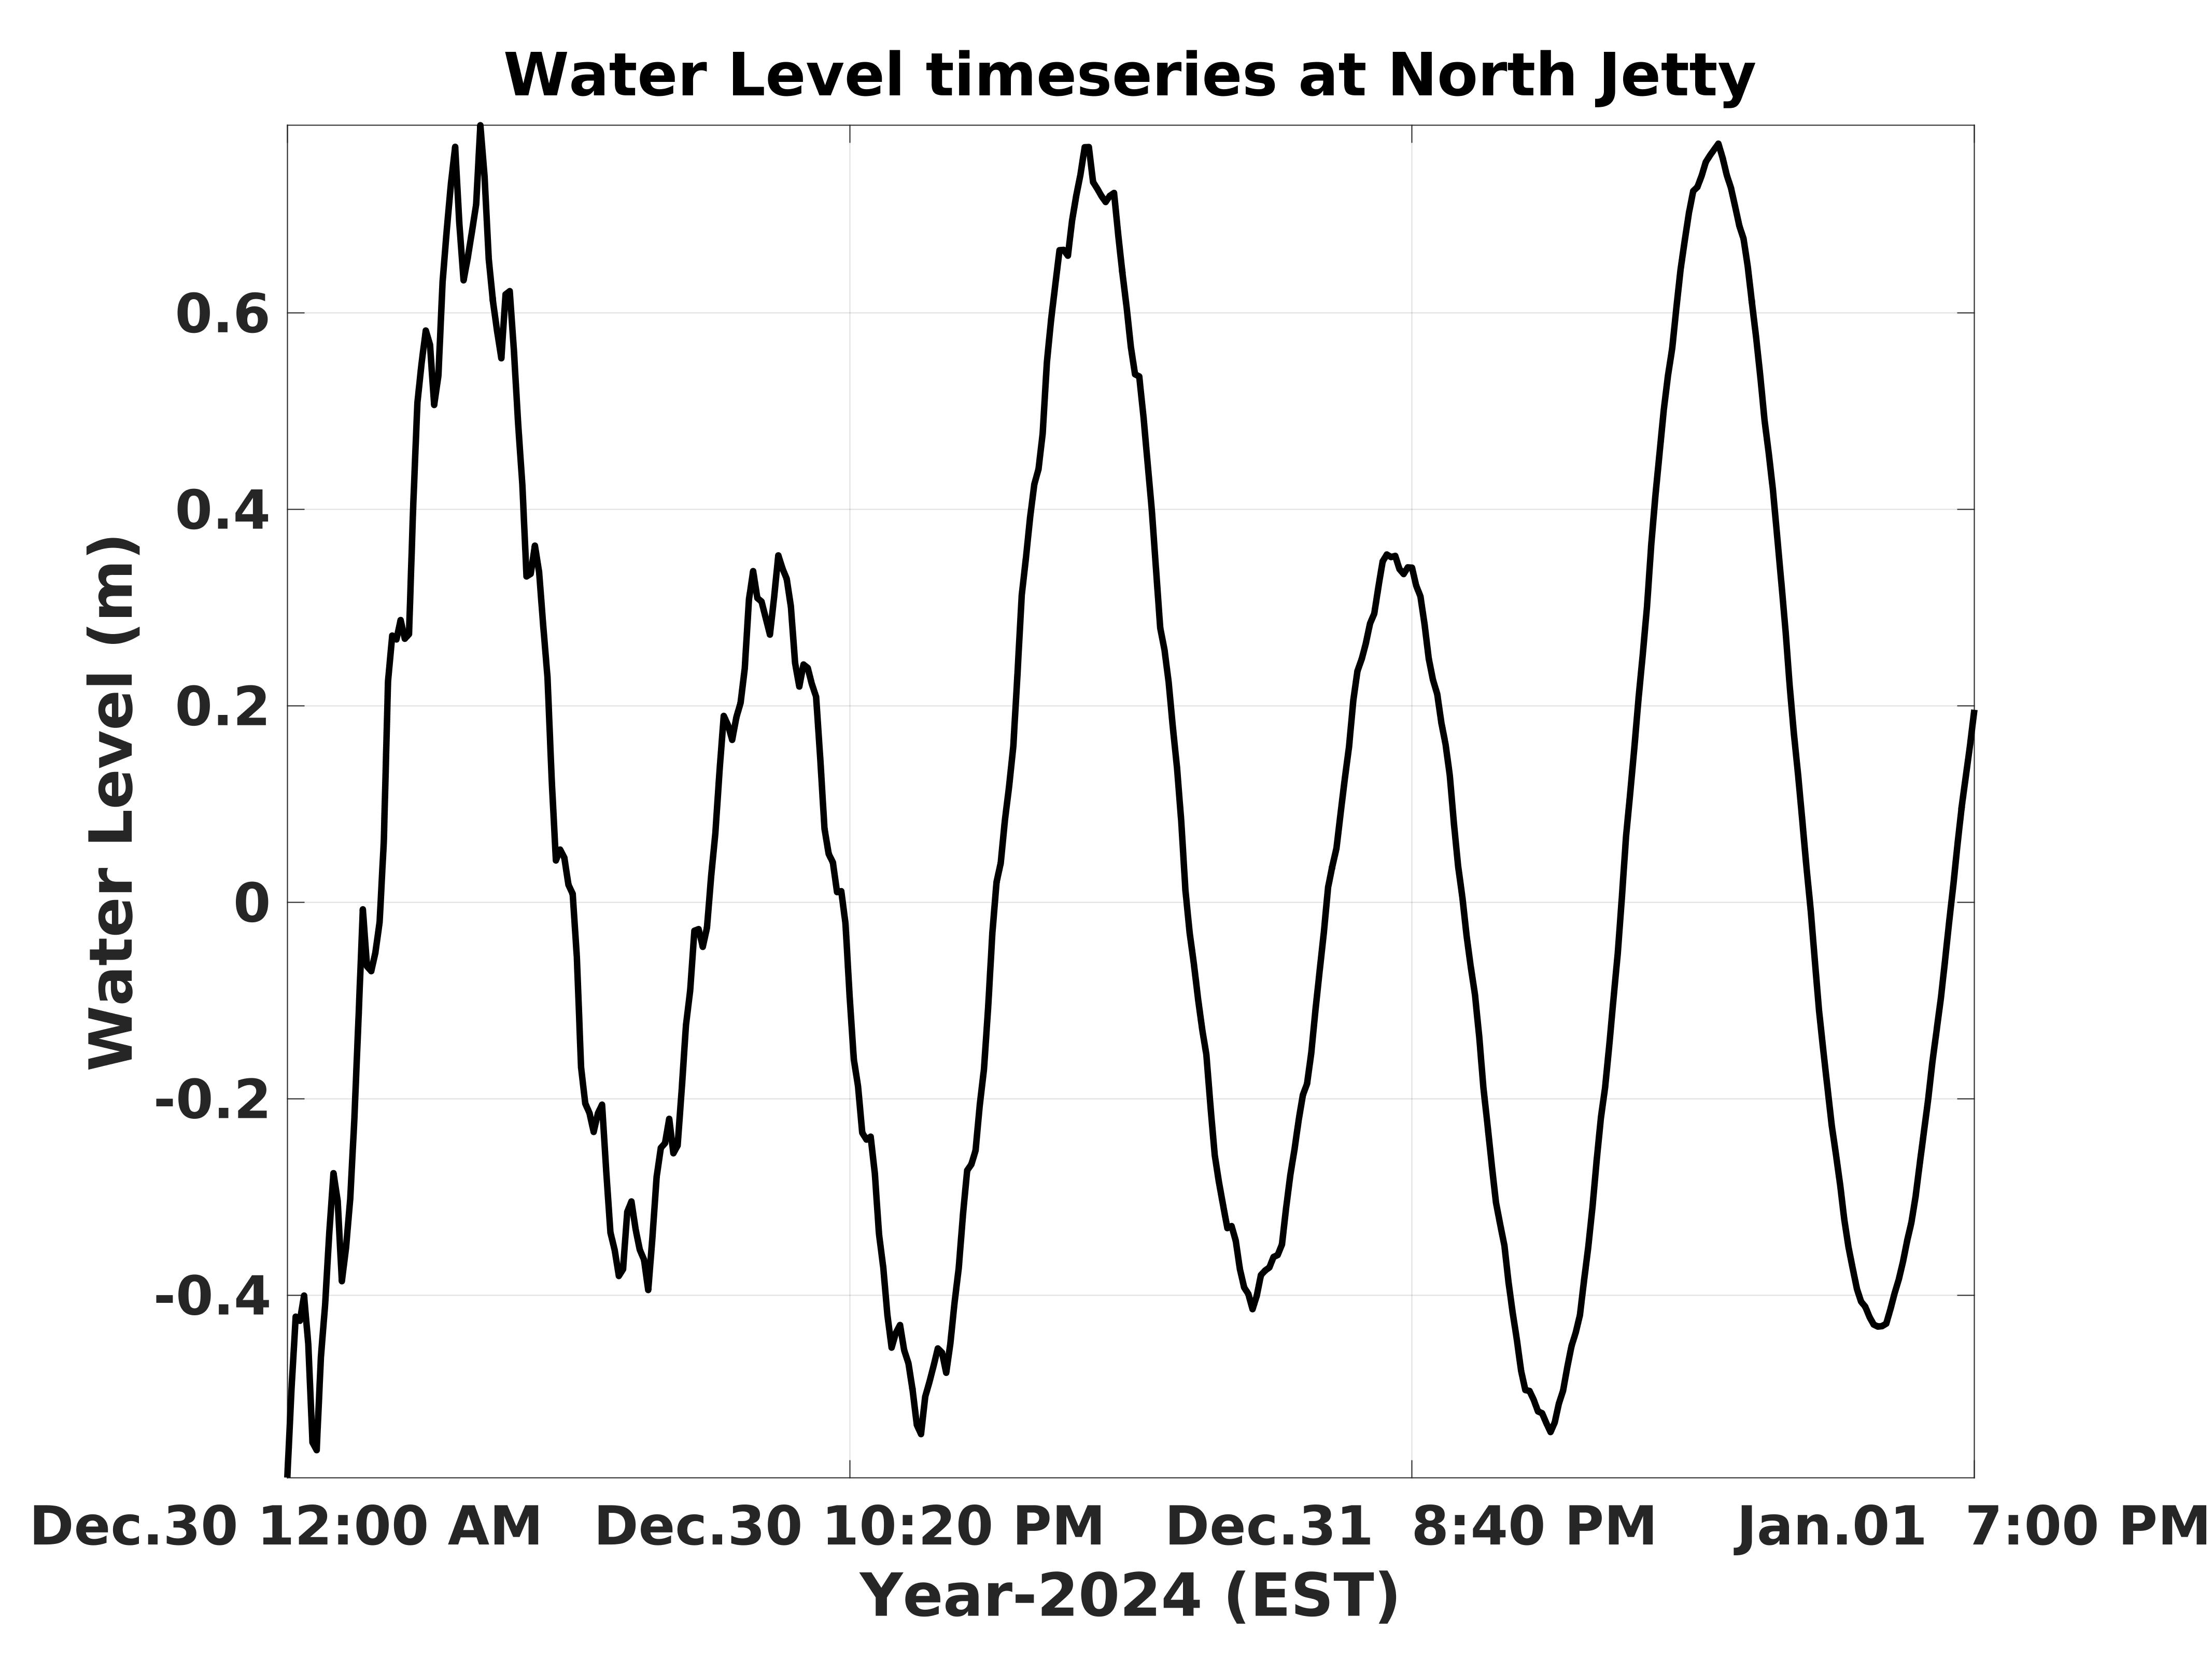 Water Level timeseries at North Jetty
Water Level (m)
0.6
0.4
0.2
0
-0.2
-0.4
Dec.30 12:00 AM Dec.30 10:20 PM Dec.31 8:40 PM Jan.01 7:00 PM
Year-2024 (EST)